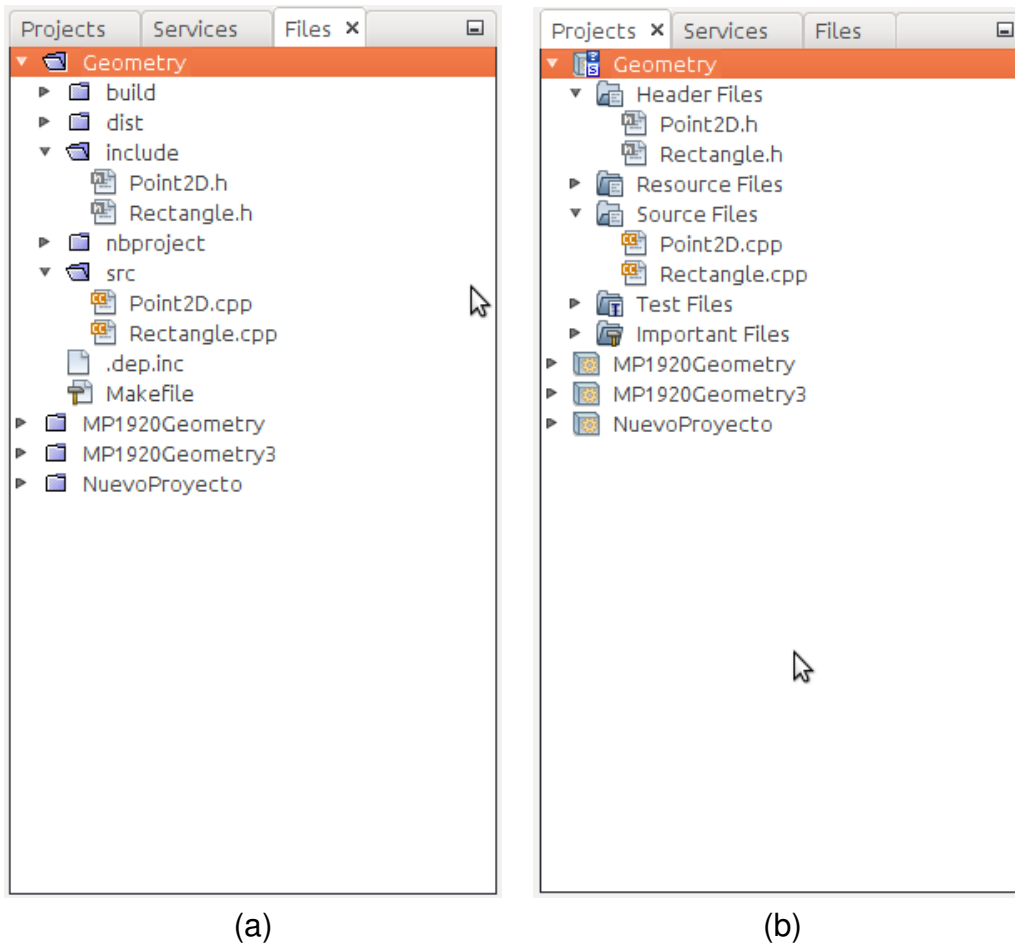 Projects Services Files
Geometry
build
dist
include
Point2D.h
Rectangle.h
nbproject
src
Point2D.cpp
Rectangle.cpp
.dep.inc
Makefile
MP1920Geometry
MP1920Geometry3
NuevoProyecto
(a)
Projects Services Files
Geometry
Header Files
Point2D.h
Rectangle.h
Resource Files
Source Files
Point2D.cpp
Rectangle.cpp
Test Files
Important Files
MP1920Geometry
MP1920Geometry3
NuevoProyecto
(b)